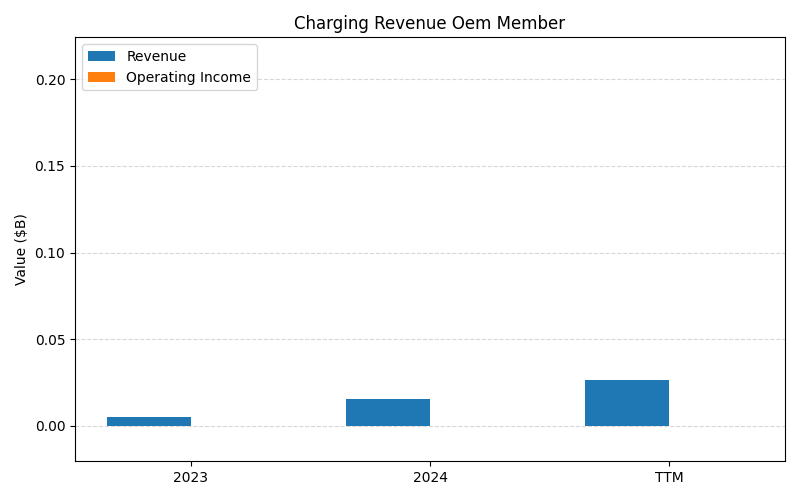 Charging Revenue Oem Member
Revenue
Operating Income
Value ($B)
0.20
0.15
0.10
0.05
0.00
2023
2024
TTM